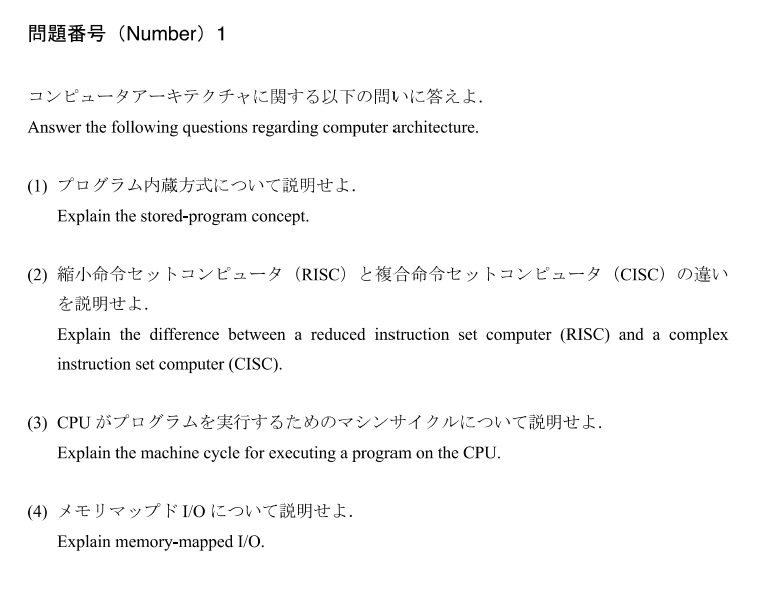 問題番号（Number）1
コンピュータアーキテクチャに関する以下の問いに答えよ．
Answer the following questions regarding computer architecture.
(1) プログラム内蔵方式について説明せよ．
Explain the stored-program concept.
(2) 縮小命令セットコンピュータ（RISC）と複合命令セットコンピュータ（CISC）の違い
を説明せよ．
Explain the difference between a reduced instruction set computer (RISC) and a complex
instruction set computer (CISC).
(3) CPU がプログラムを実行するためのマシンサイクルについて説明せよ．
Explain the machine cycle for executing a program on the CPU.
(4) メモリマップド I/O について説明せよ．
Explain memory-mapped I/O.